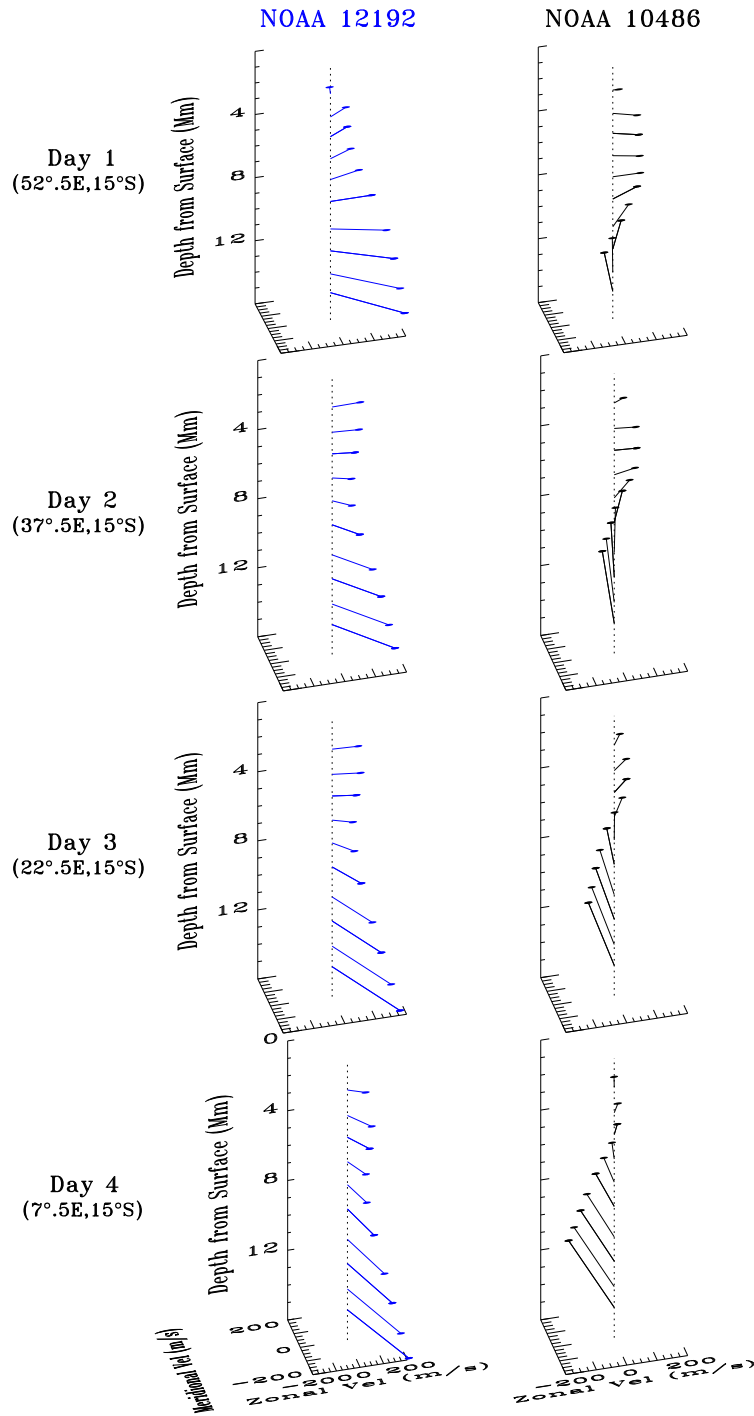 NOAA 12192 NOAA 10486
Day 1
(52°.5E,15°S)
Depth from Surface (Mm)
4
8
12
Day 2
(37°.5E,15°S)
Depth from Surface (Mm)
4
8
12
Day 3
(22°.5E,15°S)
Depth from Surface (Mm)
4
8
12
Day 4
(7°.5E,15°S)
Depth from Surface (Mm)
0
4
8
12
Meridional Vel (m/s)
200
0
-200
-200 0 200
Zonal Vel (m/s)
-200 0 200
Zonal Vel (m/s)